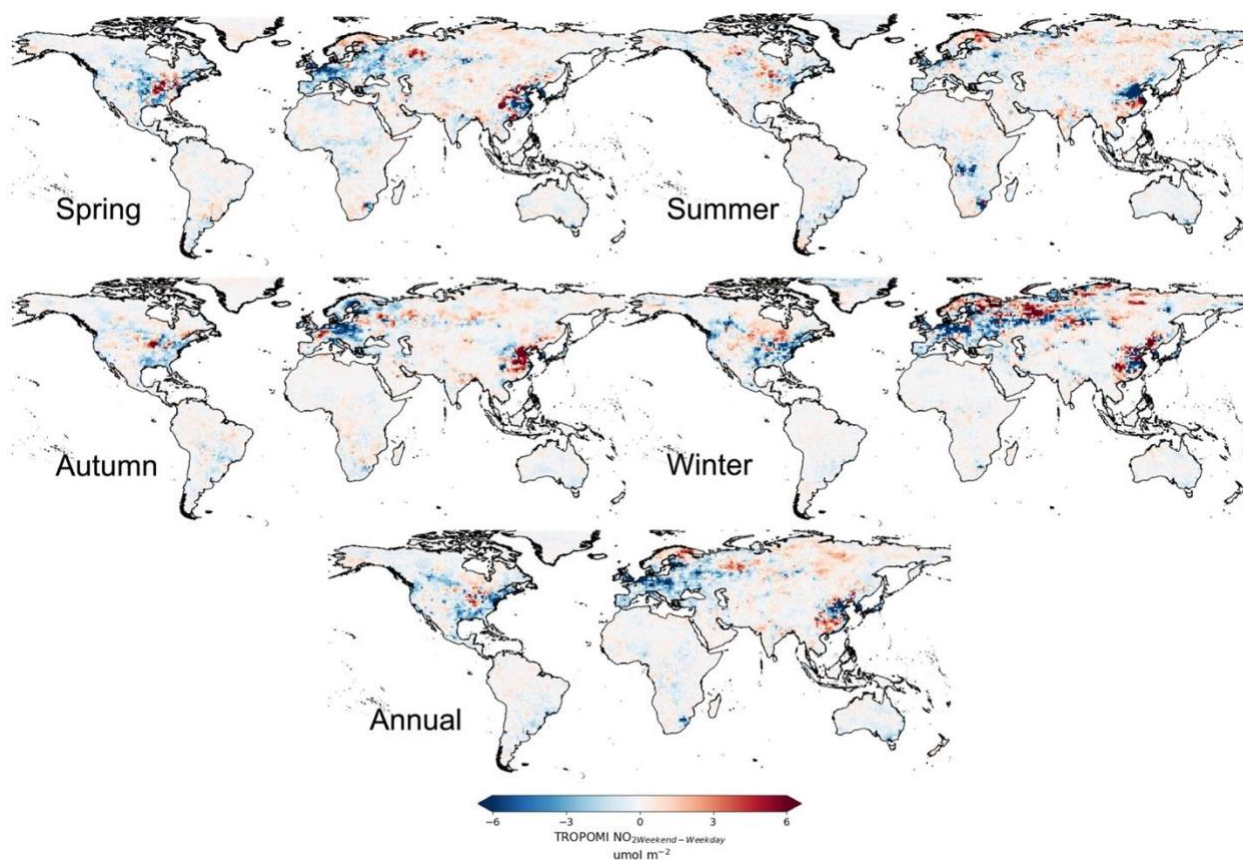 Spring
Summer
Autumn
Winter
Annual
−6
−3
0
3
6
TROPOMI NO2Weekend−Weekday
umol m−2